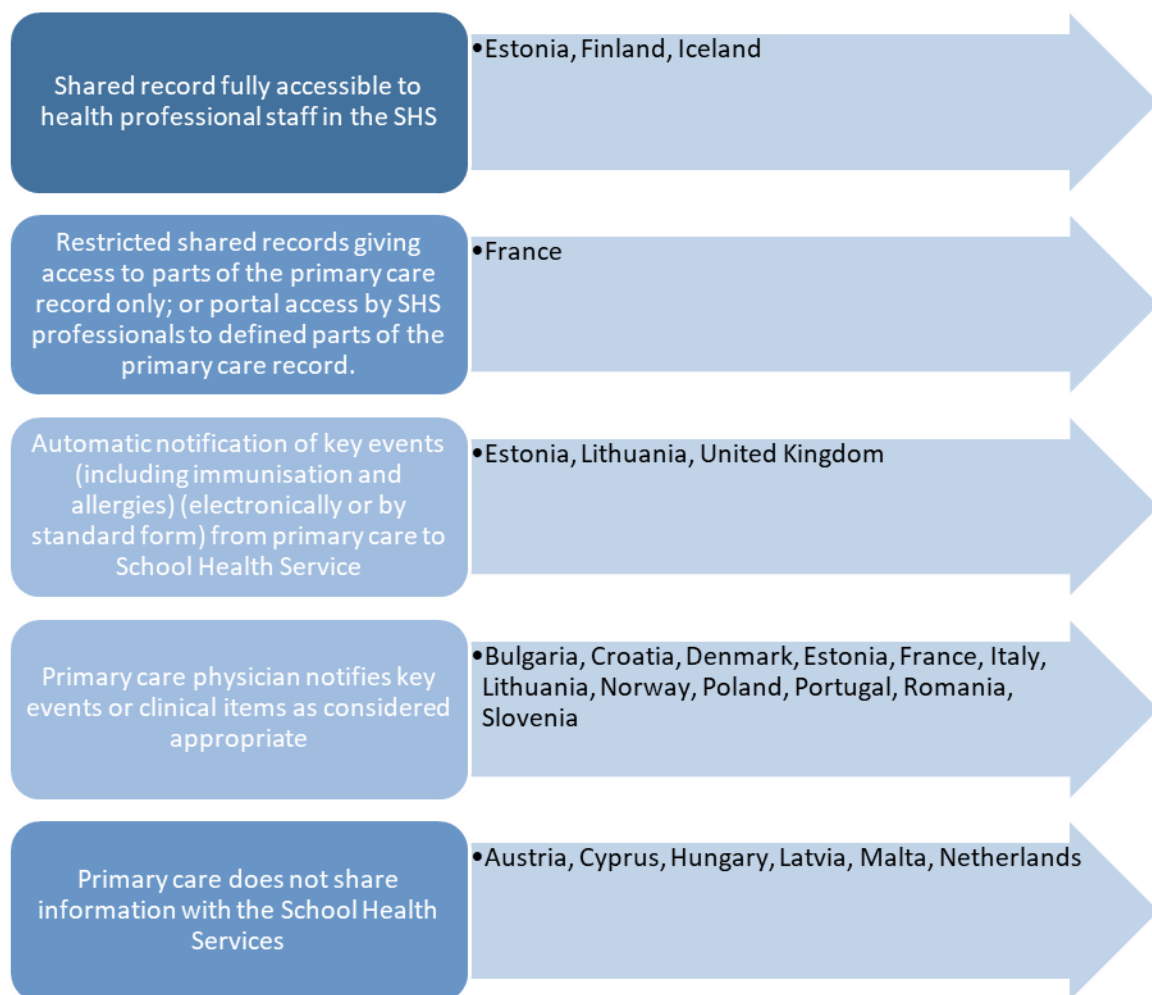 Shared record fully accessible to
health professional staff in the SHS
•Estonia, Finland, Iceland
Restricted shared records giving
access to parts of the primary care
record only; or portal access by SHS
professionals to defined parts of the
primary care record.
•France
Automatic notification of key events
(including immunisation and
allergies) (electronically or by
standard form) from primary care to
School Health Service
•Estonia, Lithuania, United Kingdom
Primary care physician notifies key
events or clinical items as considered
appropriate
•Bulgaria, Croatia, Denmark, Estonia, France, Italy,
Lithuania, Norway, Poland, Portugal, Romania,
Slovenia
Primary care does not share
information with the School Health
Services
•Austria, Cyprus, Hungary, Latvia, Malta, Netherlands